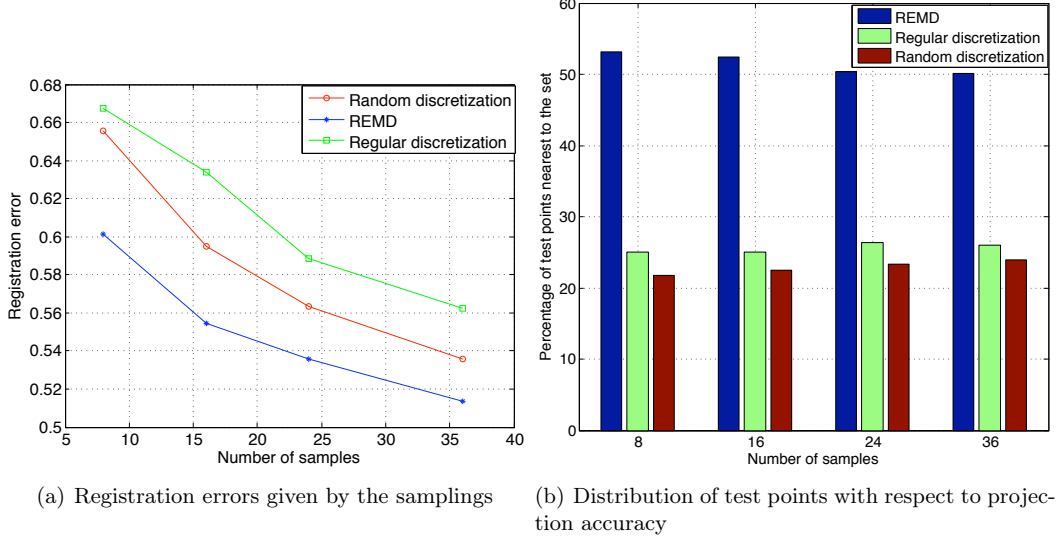 0.68
0.66
0.64
0.62
0.6
0.58
0.56
0.54
0.52
0.5
5
10
15
20
25
30
35
40
Registration error
Number of samples
Random discretization
REMD
Regular discretization
(a) Registration errors given by the samplings
60
50
40
30
20
10
0
8
16
24
36
Percentage of test points nearest to the set
Number of samples
REMD
Regular discretization
Random discretization
(b) Distribution of test points with respect to projec-
tion accuracy